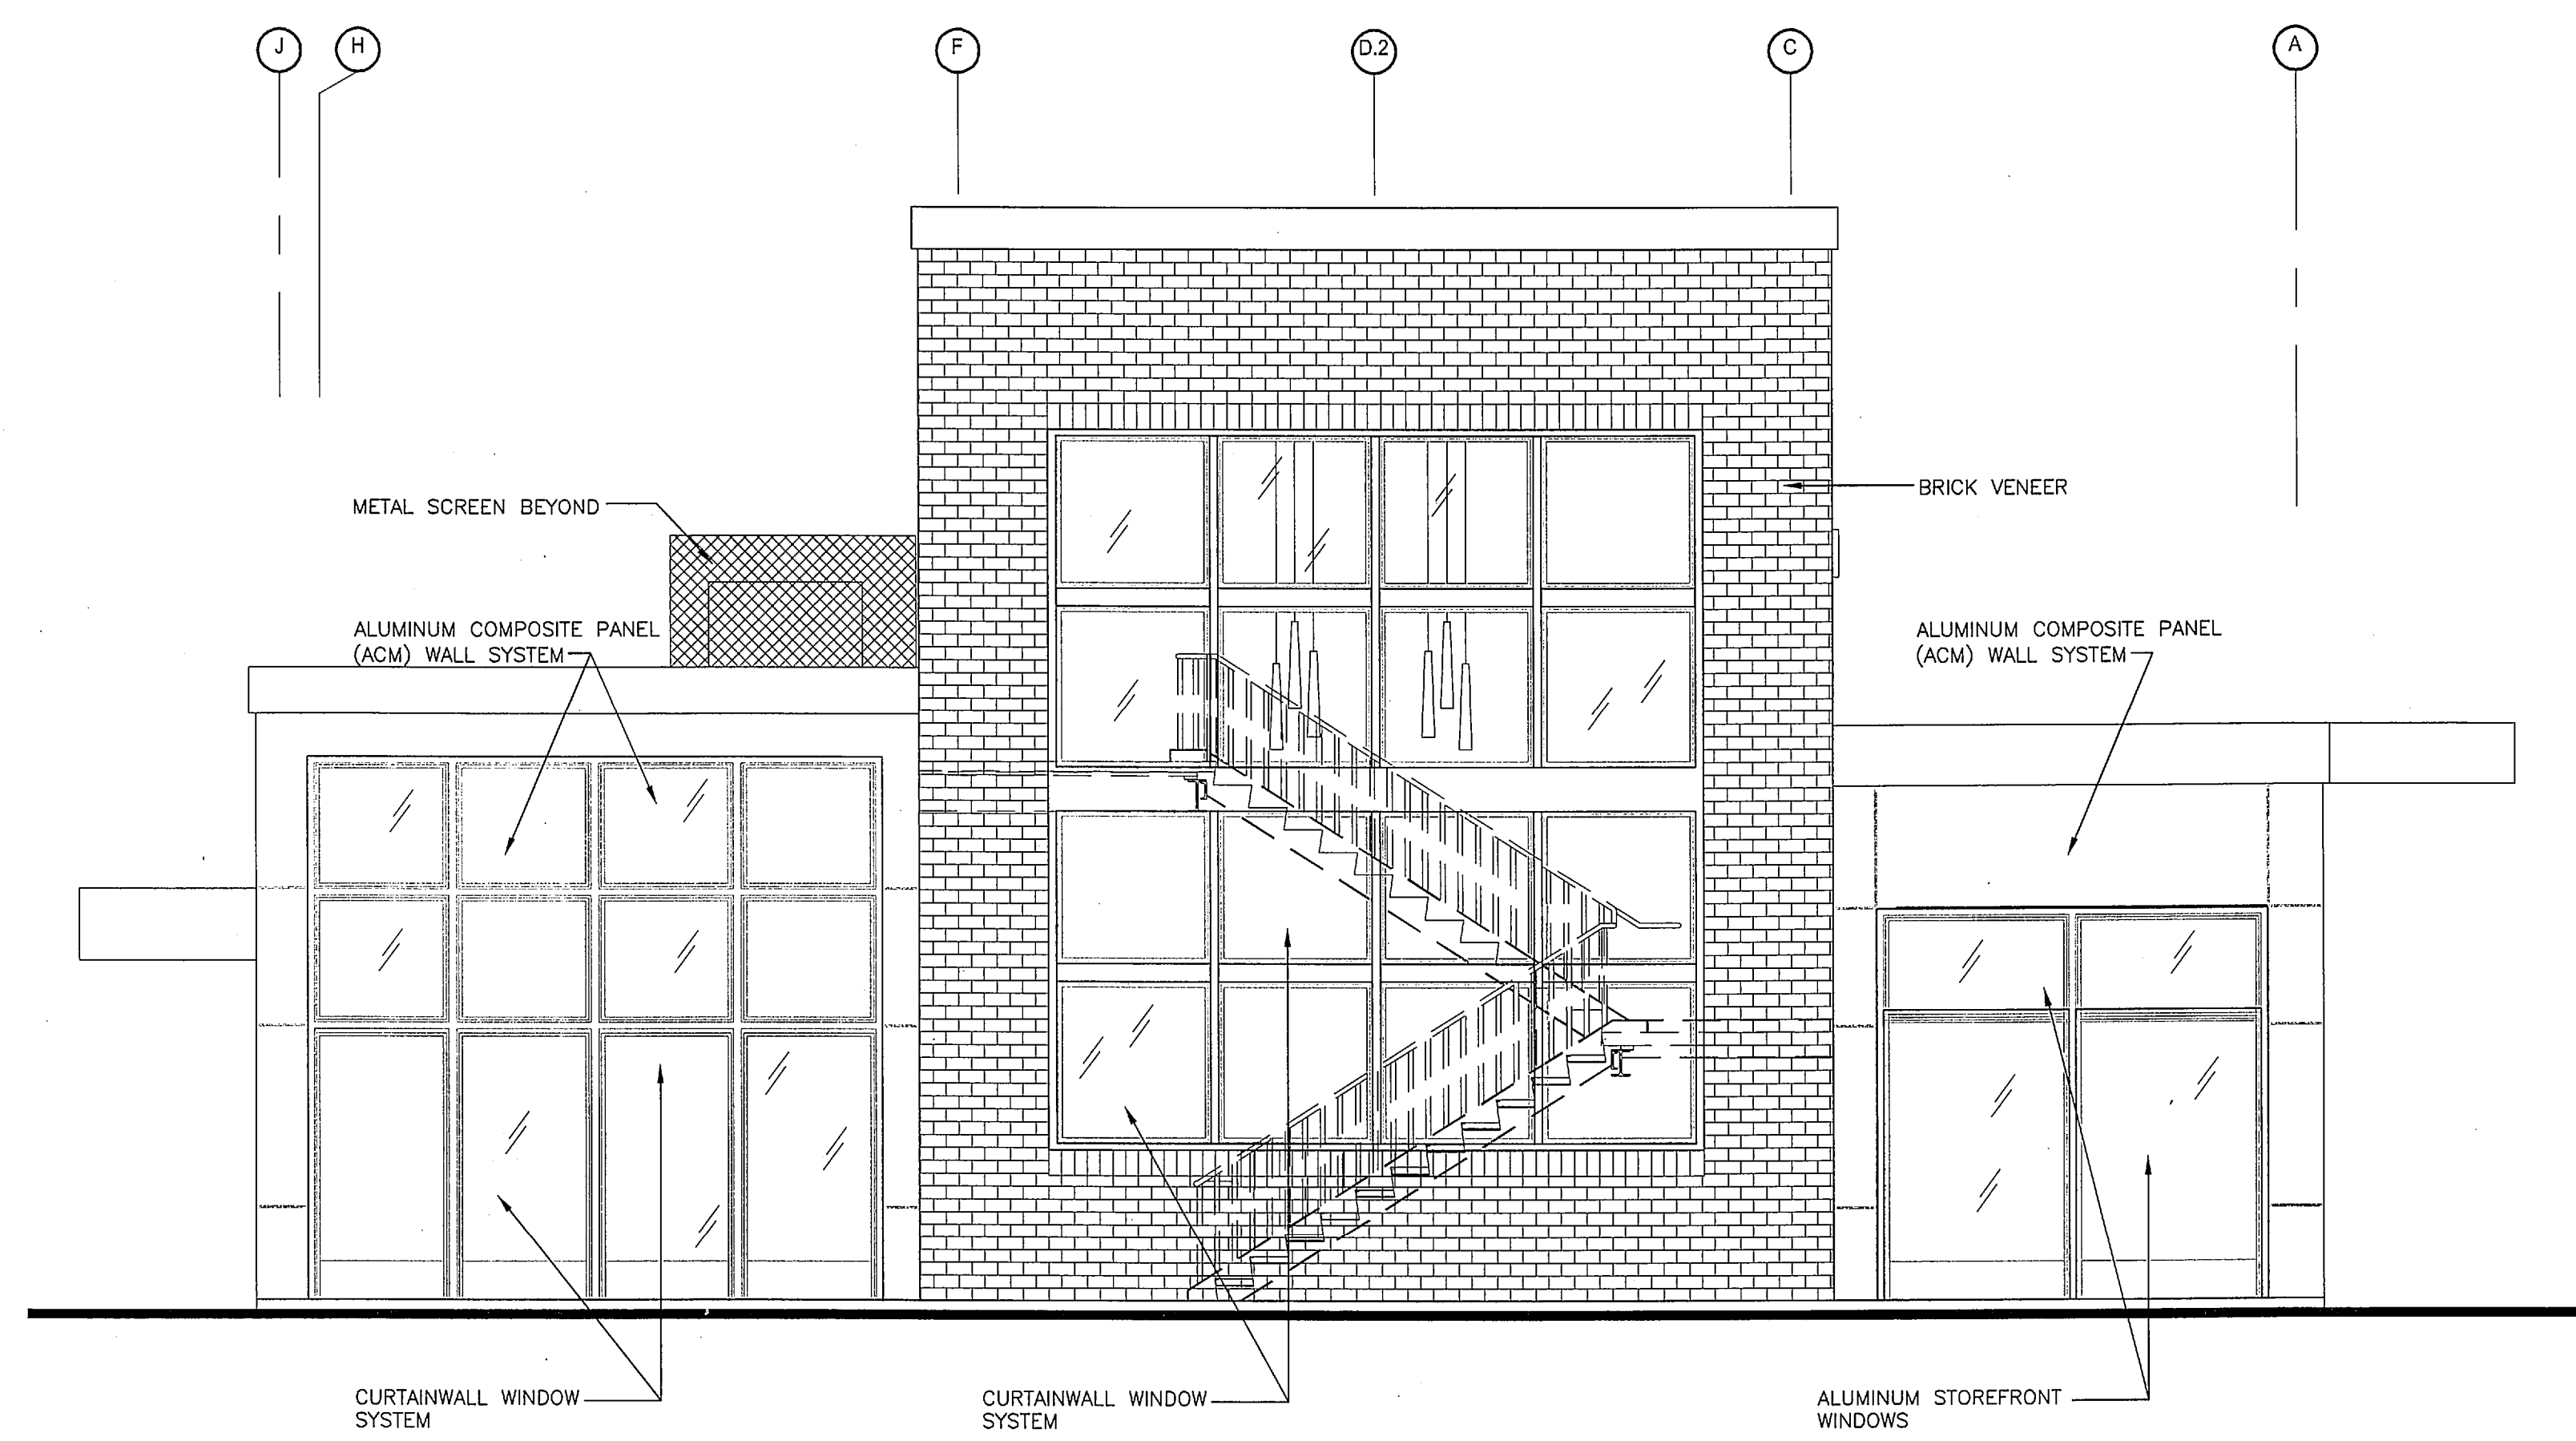 J
H
F
D.2
C
A
METAL SCREEN BEYOND
BRICK VENEER
ALUMINUM COMPOSITE PANEL
(ACM) WALL SYSTEM
ALUMINUM COMPOSITE PANEL
(ACM) WALL SYSTEM
CURTAINWALL WINDOW
SYSTEM
CURTAINWALL WINDOW
SYSTEM
ALUMINUM STOREFRONT
WINDOWS